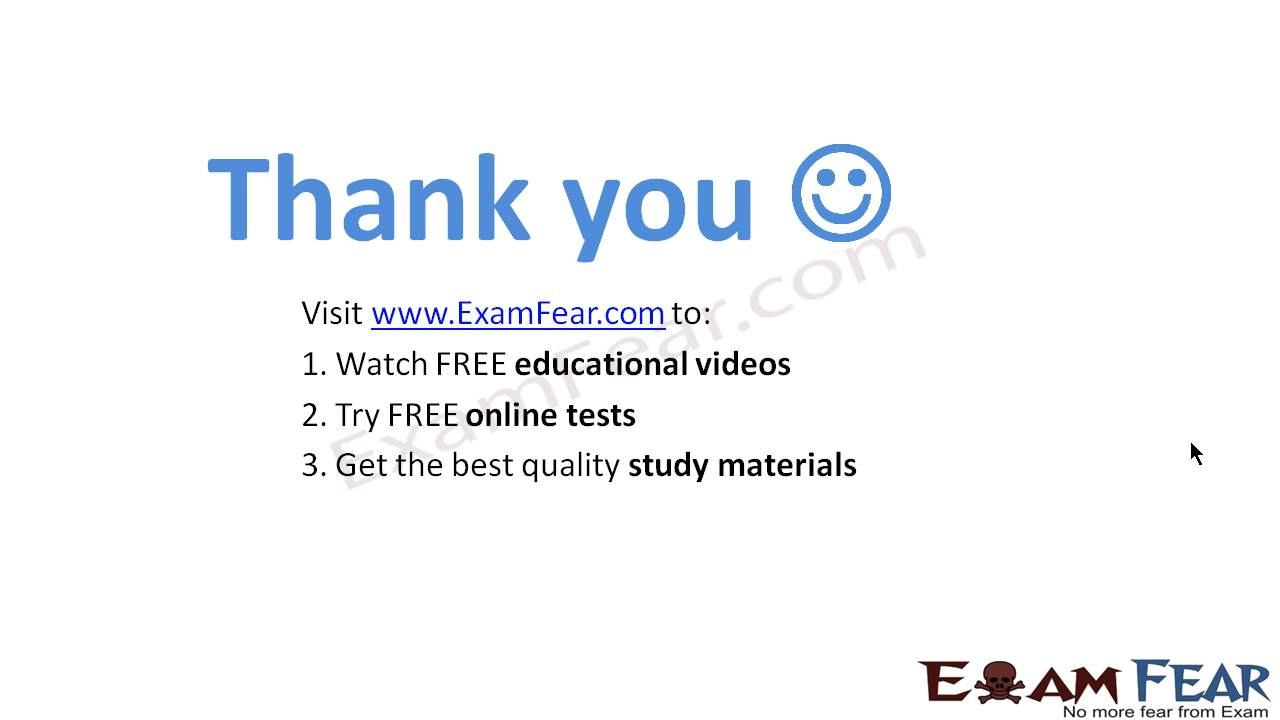 Thank you
Visit www.ExamFear.com to:
1. Watch FREE educational videos
2. Try FREE online tests
3. Get the best quality study materials
ExamFear.com
EXAM FEAR
No more fear from Exam